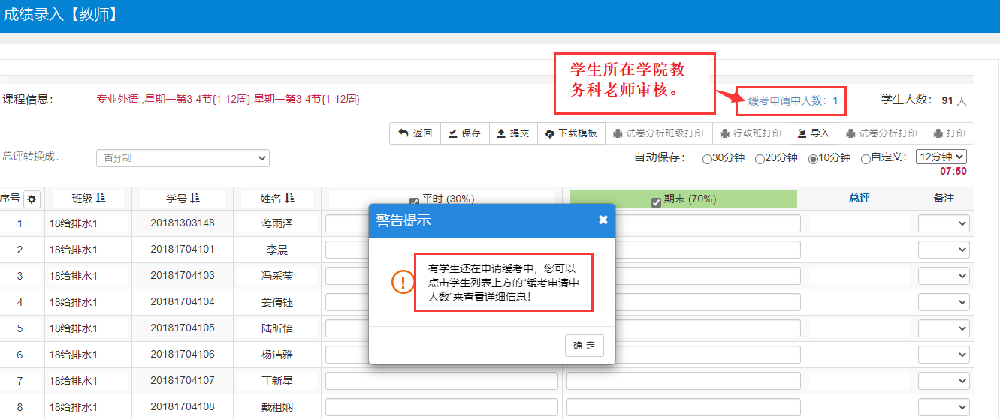 成绩录入【教师】
学生所在学院教
务科老师审核。
课程信息： 专业外语 ;星期一第3-4节{1-12周};星期一第3-4节{1-12周} 缓考申请中人数：1 学生人数： 91 人
返回 保存 提交 下载模板 试卷分析班级打印 行政班打印 导入 试卷分析打印 打印
总评转换成： 百分制 自动保存： 30分钟 20分钟 10分钟 自定义： 12分钟
07:50
序号 班级 学号 姓名 平时 (30%) 期末 (70%) 总评 备注
1 18给排水1 20181303148 蒋雨泽
2 18给排水1 20181704101 李晨
3 18给排水1 20181704103 冯采莹
4 18给排水1 20181704104 姜倩钰
5 18给排水1 20181704105 陆昕怡
6 18给排水1 20181704106 杨洁雅
7 18给排水1 20181704107 丁新星
8 18给排水1 20181704108 戴祖娴
警告提示
有学生还在申请缓考中，您可以
点击学生列表上方的“缓考申请中
人数”来查看详细信息！
确 定